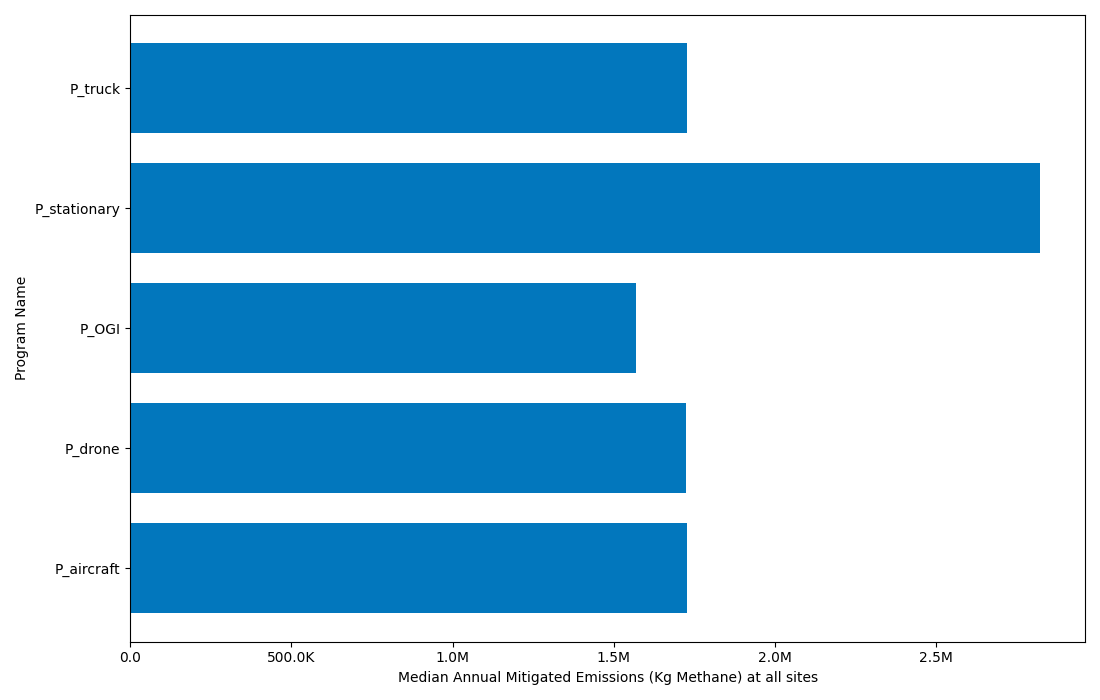 P_truck
P_stationary
P_OGI
P_drone
P_aircraft
Program Name
0.0 500.0K 1.0M 1.5M 2.0M 2.5M
Median Annual Mitigated Emissions (Kg Methane) at all sites